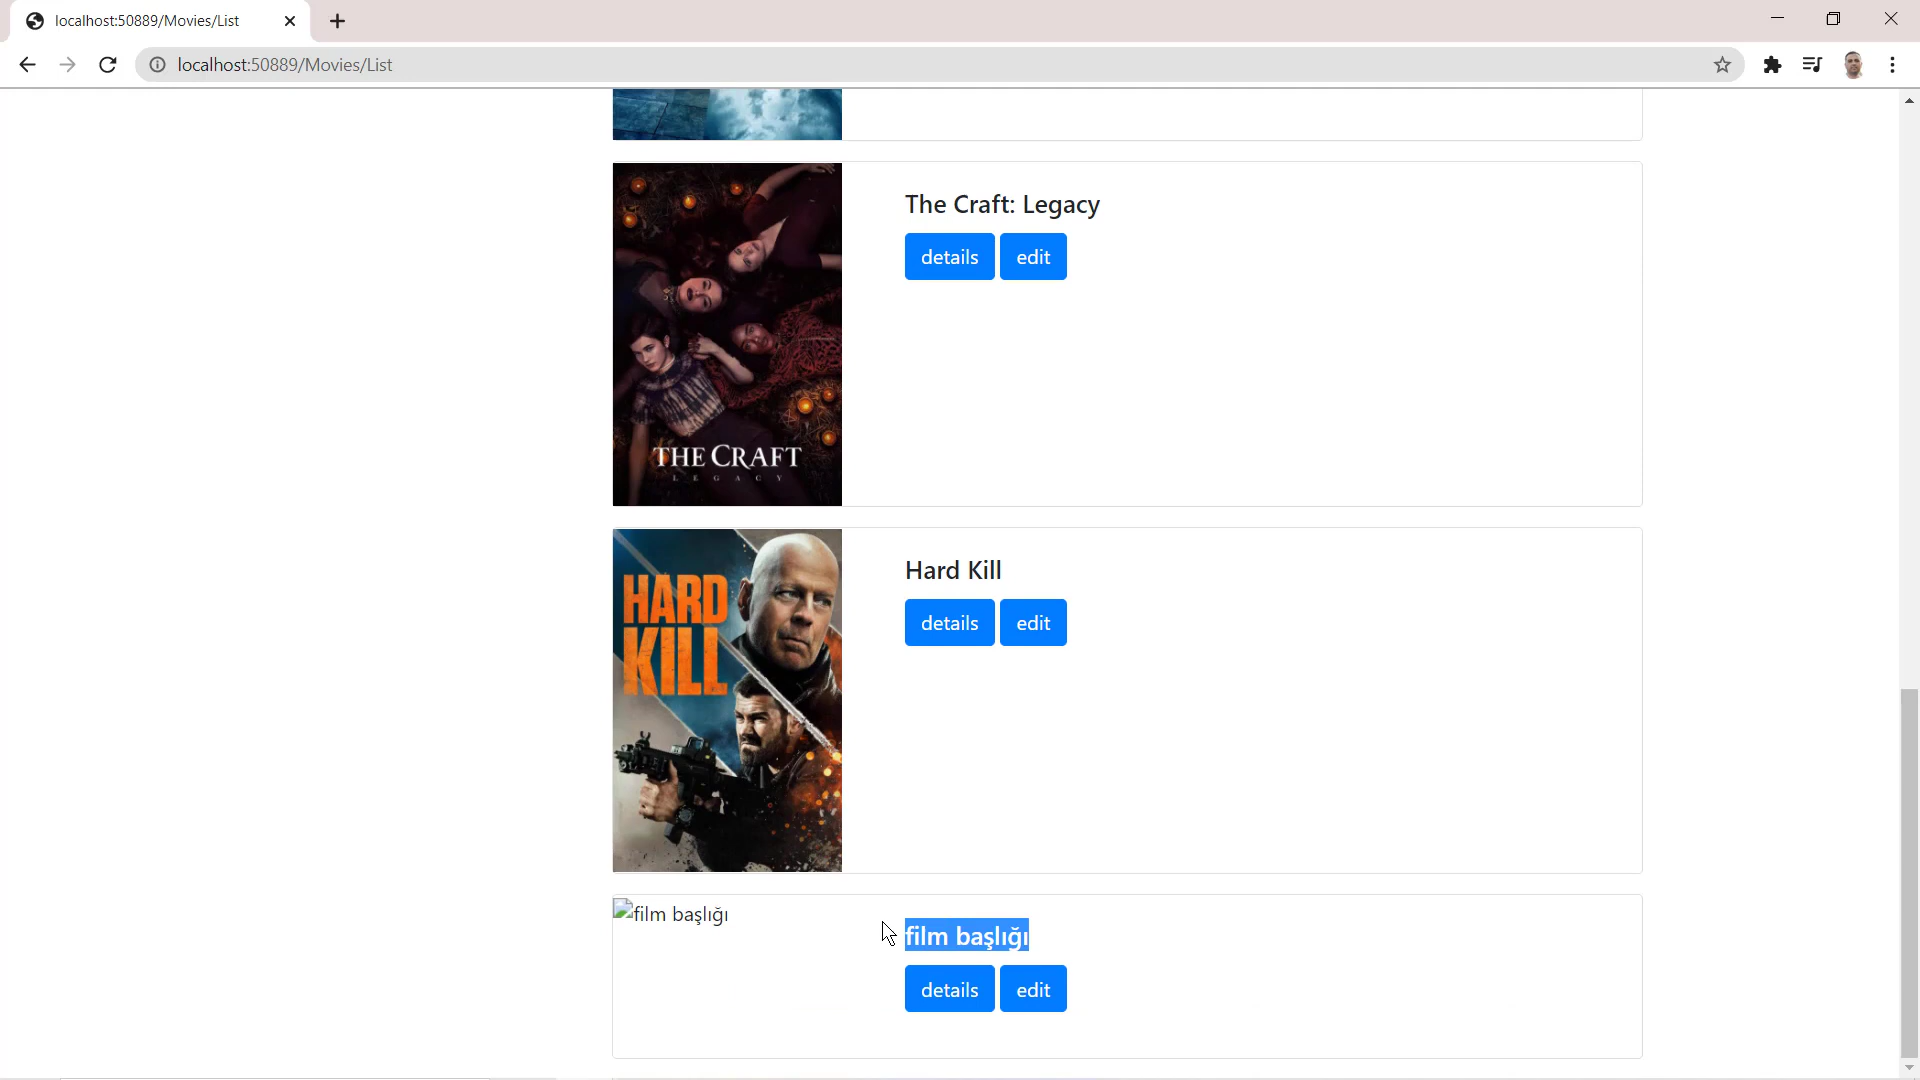 localhost:50889/Movies/List
localhost:50889/Movies/List
The Craft: Legacy
details edit
THE CRAFT
LEGACY
Hard Kill
details edit
HARD
KILL
film başlığı
film başlığı
details edit